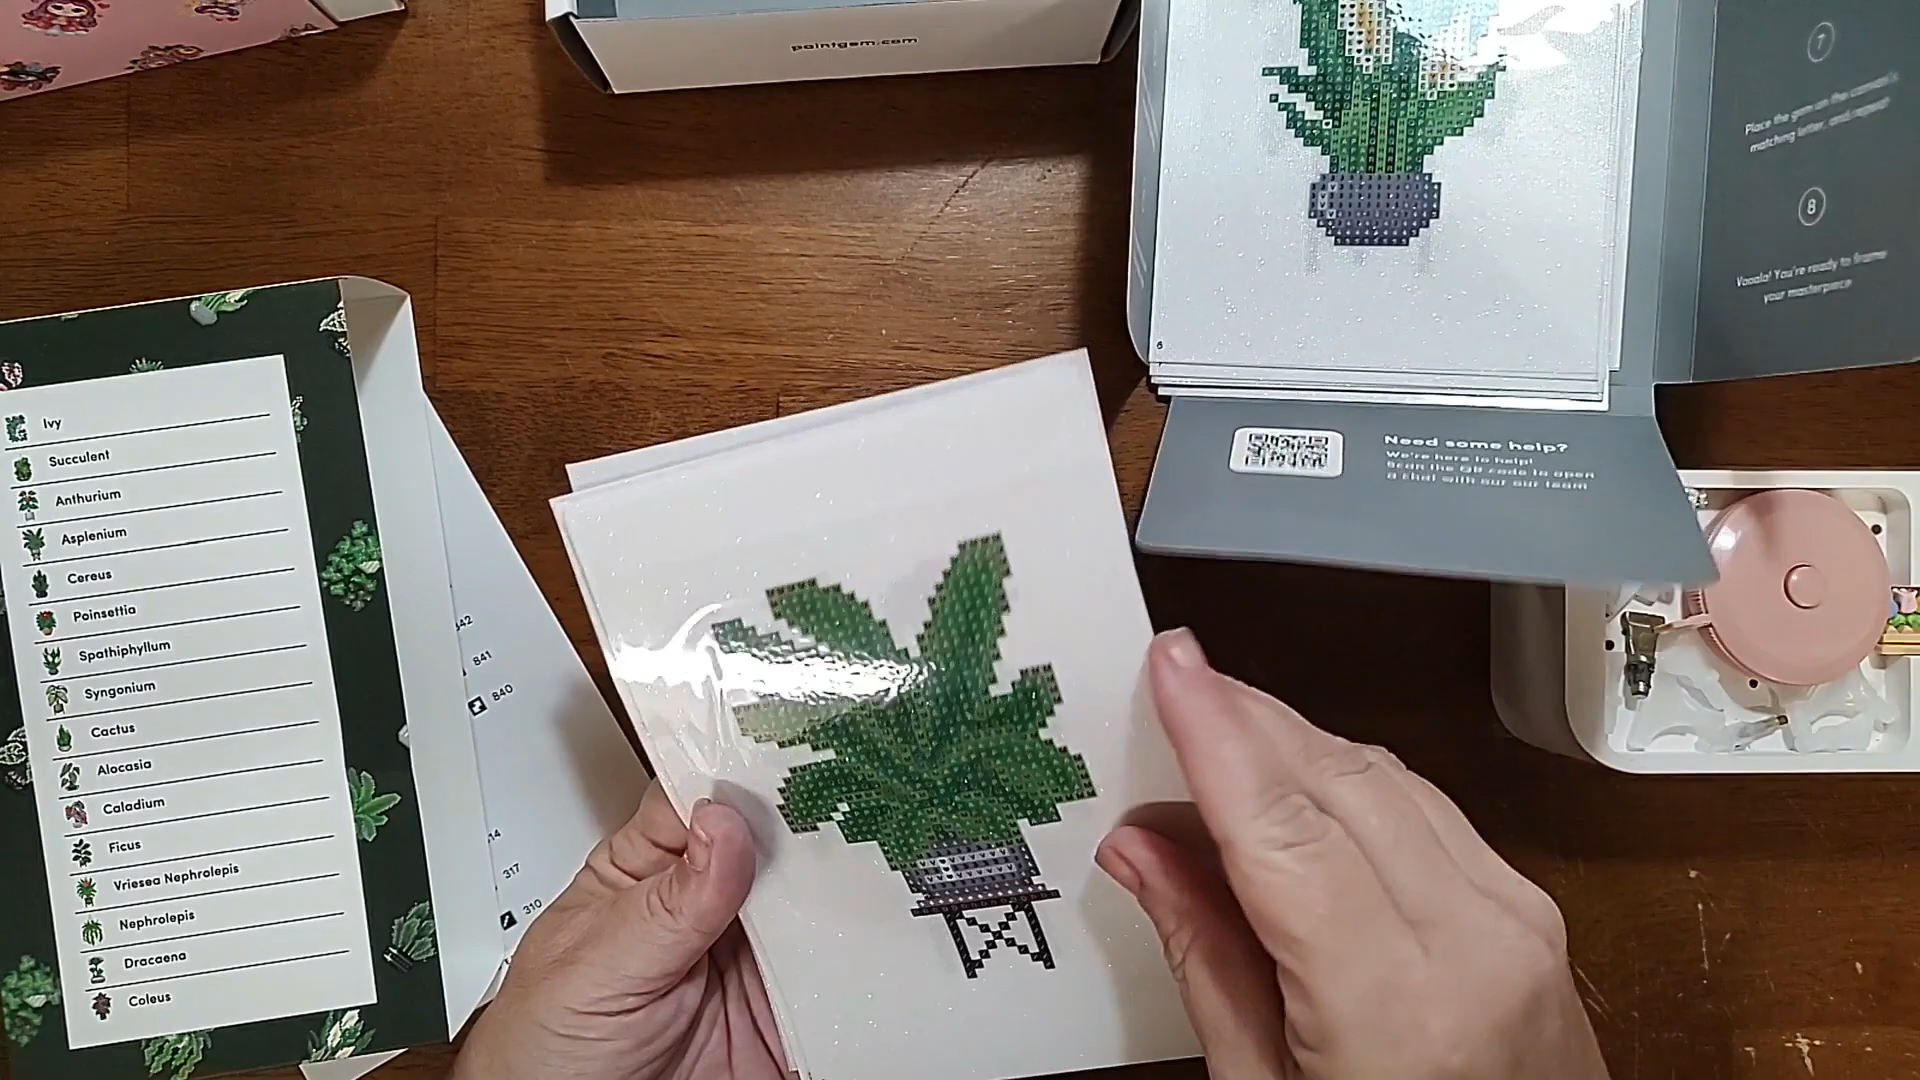 paintgem.com
7
Place the gem on the canvas's
matching letter, and repeat
8
Vooala! You're ready to frame
your masterpiece
6
Need some help?
We're here to help!
Scan the QR code to open
a chat with our our team
Ivy
Succulent
Anthurium
Asplenium
Cereus
Poinsettia
Spathiphyllum
Syngonium
Cactus
Alocasia
Caladium
Ficus
Vriesea Nephrolepis
Nephrolepis
Dracaena
Coleus
842
841
840
317
310